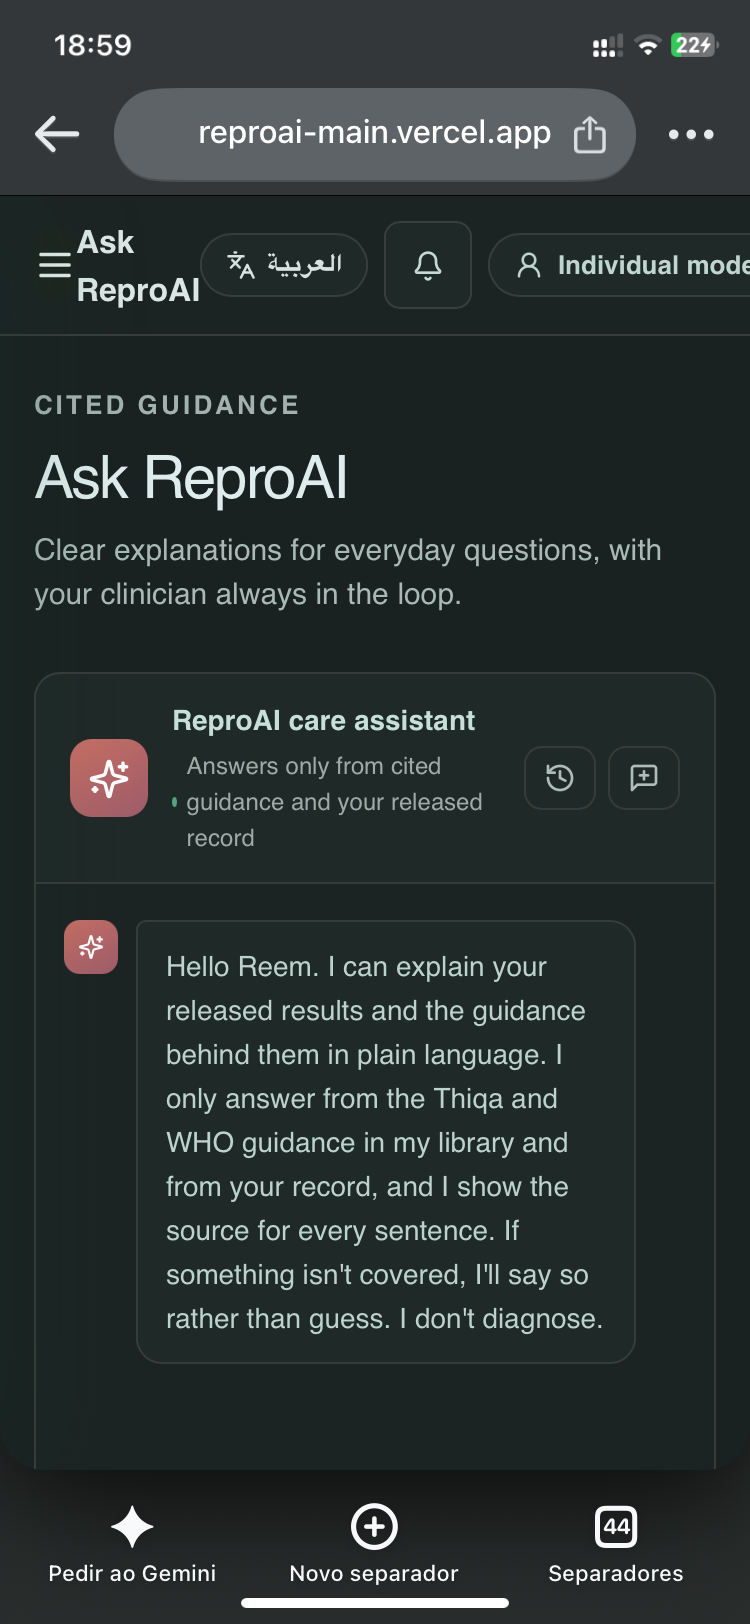 18:59
22
reproai-main.vercel.app
Ask
ReproAI
العربية
Individual mode
CITED GUIDANCE
Ask ReproAI
Clear explanations for everyday questions, with
your clinician always in the loop.
ReproAI care assistant
Answers only from cited
guidance and your released
record
Hello Reem. I can explain your
released results and the guidance
behind them in plain language. I
only answer from the Thiqa and
WHO guidance in my library and
from your record, and I show the
source for every sentence. If
something isn't covered, I'll say so
rather than guess. I don't diagnose.
44
Pedir ao Gemini
Novo separador
Separadores